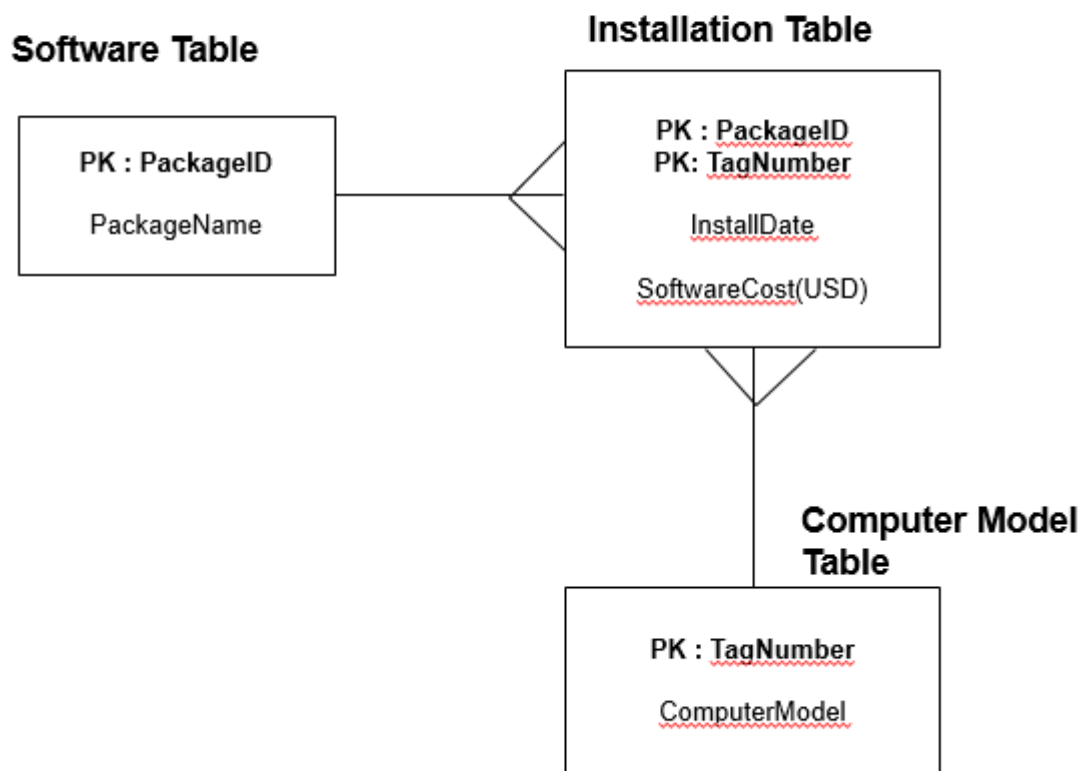 Software Table
PK : PackageID
PackageName
Installation Table
PK : PackageID
PK: TagNumber
InstallDate
SoftwareCost(USD)
Computer Model
Table
PK : TagNumber
ComputerModel